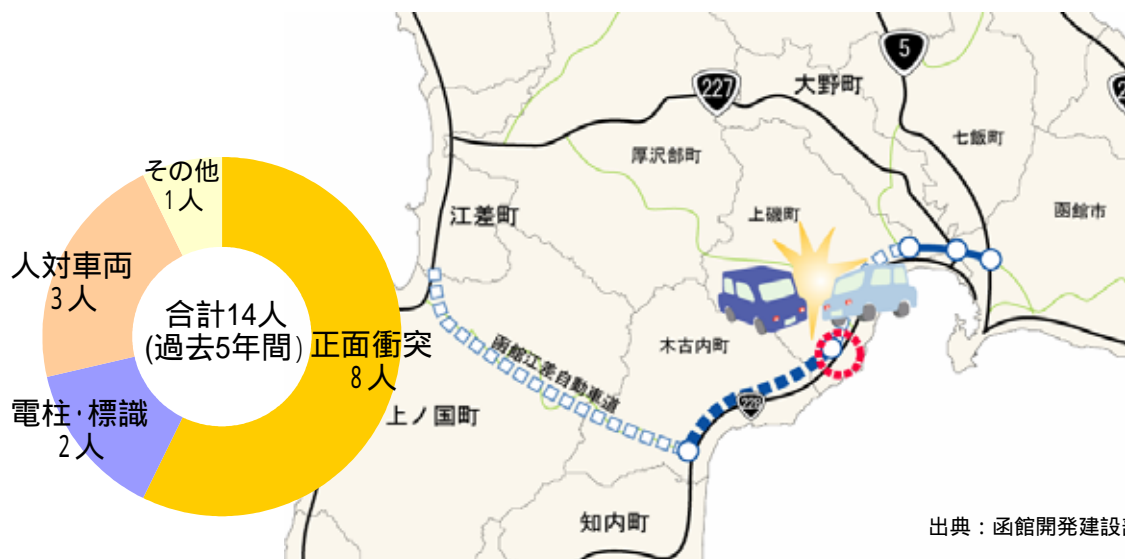 その他
1人
人対車両
3人
合計14人
(過去5年間)
正面衝突
8人
電柱・標識
2人
5
227
大野町
七飯町
厚沢部町
上磯町
函館市
江差町
木古内町
函館江差自動車道
228
上ノ国町
知内町
出典：函館開発建設部